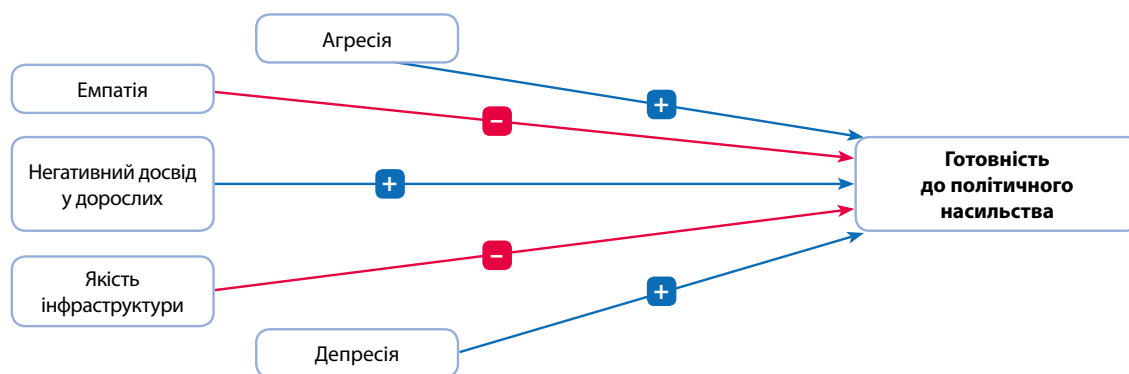 Агресія
+
Емпатія
–
Негативний досвід
у дорослих
+
Готовність
до політичного
насильства
Якість
інфраструктури
–
+
Депресія